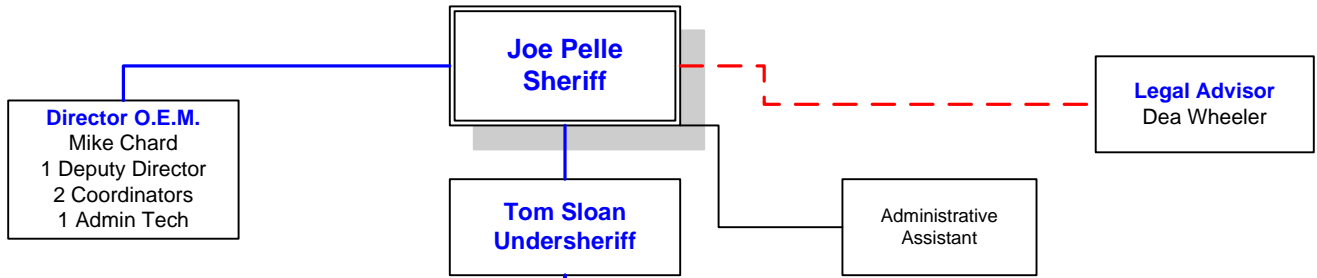 Joe Pelle
Sheriff
Director O.E.M.
Mike Chard
1 Deputy Director
2 Coordinators
1 Admin Tech
Legal Advisor
Dea Wheeler
Tom Sloan
Undersheriff
Administrative
Assistant